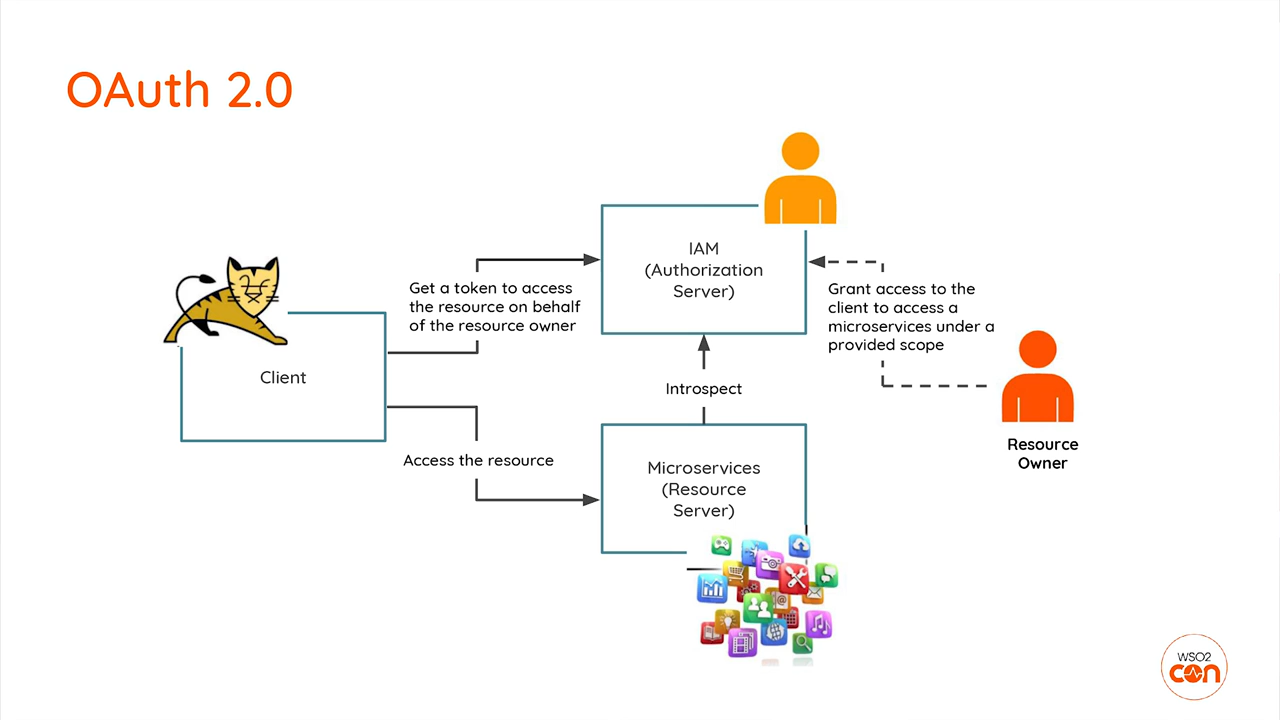 OAuth 2.0
IAM
(Authorization
Server)
Get a token to access
the resource on behalf
of the resource owner
Grant access to the
client to access a
microservices under a
provided scope
Client
Introspect
Resource
Owner
Access the resource
Microservices
(Resource
Server)
WSO2
con